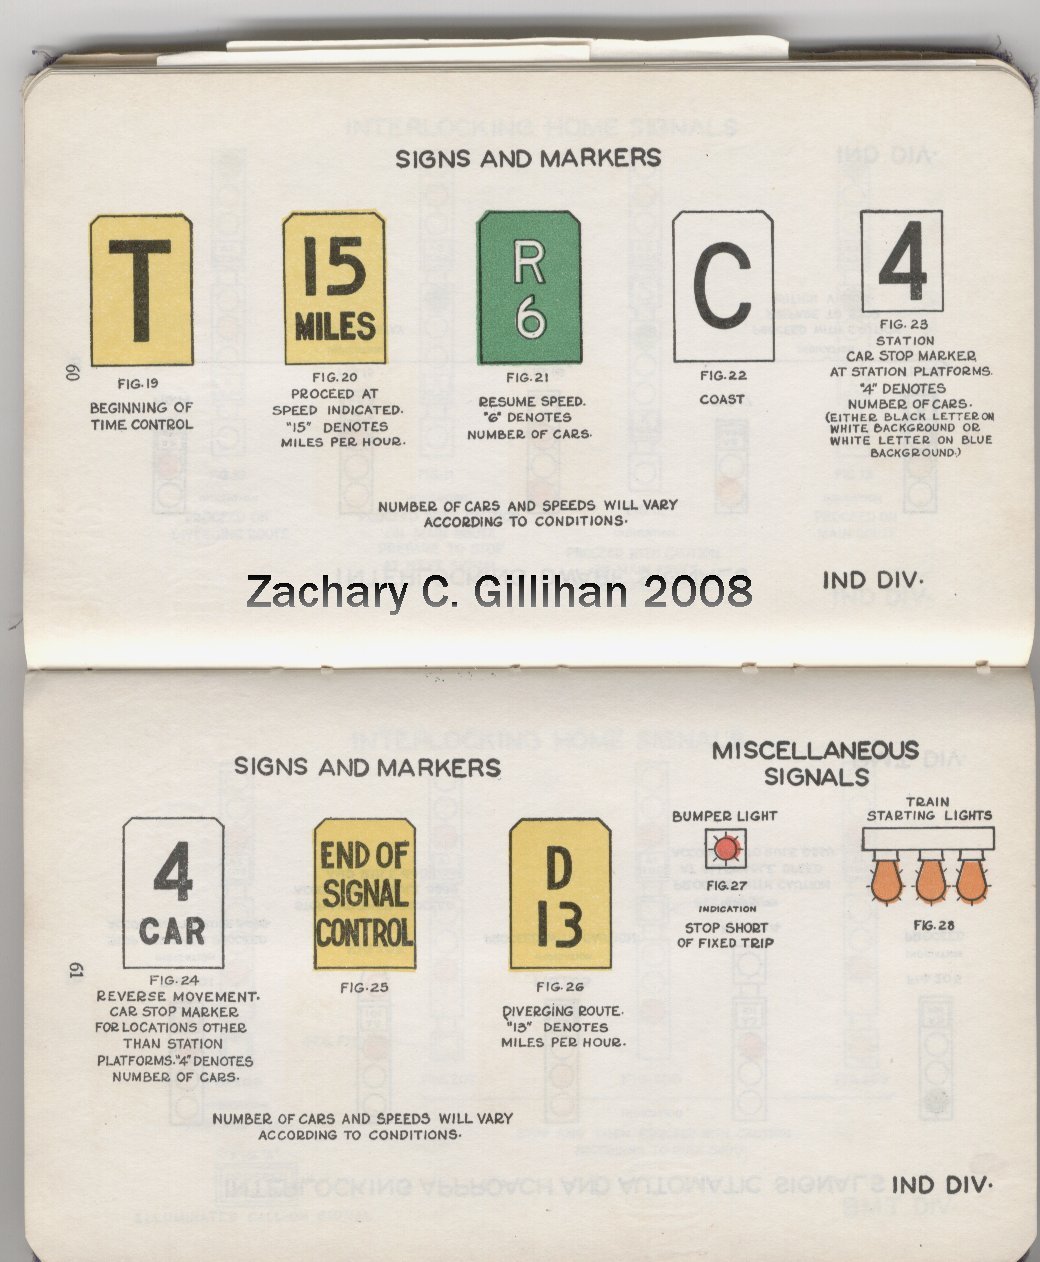 SIGNS AND MARKERS
T
FIG.19
BEGINNING OF
TIME CONTROL
15
MILES
FIG.20
PROCEED AT
SPEED INDICATED.
"15" DENOTES
MILES PER HOUR.
R
6
FIG.21
RESUME SPEED.
"6" DENOTES
NUMBER OF CARS.
C
FIG.22
COAST
4
FIG.23
STATION
CAR STOP MARKER
AT STATION PLATFORMS.
"4" DENOTES
NUMBER OF CARS.
(EITHER BLACK LETTER ON
WHITE BACKGROUND OR
WHITE LETTER ON BLUE
BACKGROUND.)
60
NUMBER OF CARS AND SPEEDS WILL VARY
ACCORDING TO CONDITIONS.
IND DIV.
Zachary C. Gillihan 2008
SIGNS AND MARKERS
4
CAR
FIG.24
REVERSE MOVEMENT.
CAR STOP MARKER
FOR LOCATIONS OTHER
THAN STATION
PLATFORMS."4" DENOTES
NUMBER OF CARS.
END OF
SIGNAL
CONTROL
FIG.25
D
13
FIG.26
DIVERGING ROUTE.
"13" DENOTES
MILES PER HOUR.
MISCELLANEOUS
SIGNALS
BUMPER LIGHT
FIG.27
INDICATION
STOP SHORT
OF FIXED TRIP
TRAIN
STARTING LIGHTS
FIG.28
61
NUMBER OF CARS AND SPEEDS WILL VARY
ACCORDING TO CONDITIONS.
IND DIV.